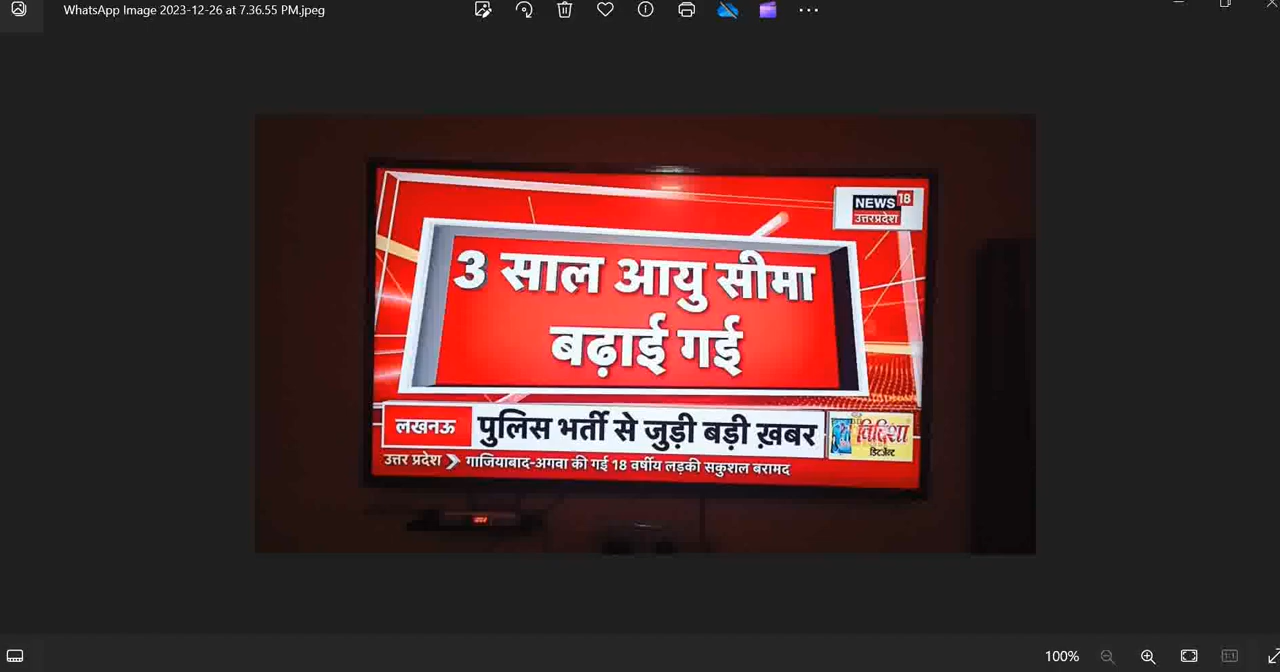 WhatsApp Image 2023-12-26 at 7.36.55 PM.jpeg
NEWS 18
उत्तरप्रदेश
3 साल आयु सीमा
बढ़ाई गई
लखनऊ
पुलिस भर्ती से जुड़ी बड़ी ख़बर
विदिशा
डिटर्जेन्ट
उत्तर प्रदेश
गाजियाबाद-अगवा की गई 18 वर्षीय लड़की सकुशल बरामद
100%